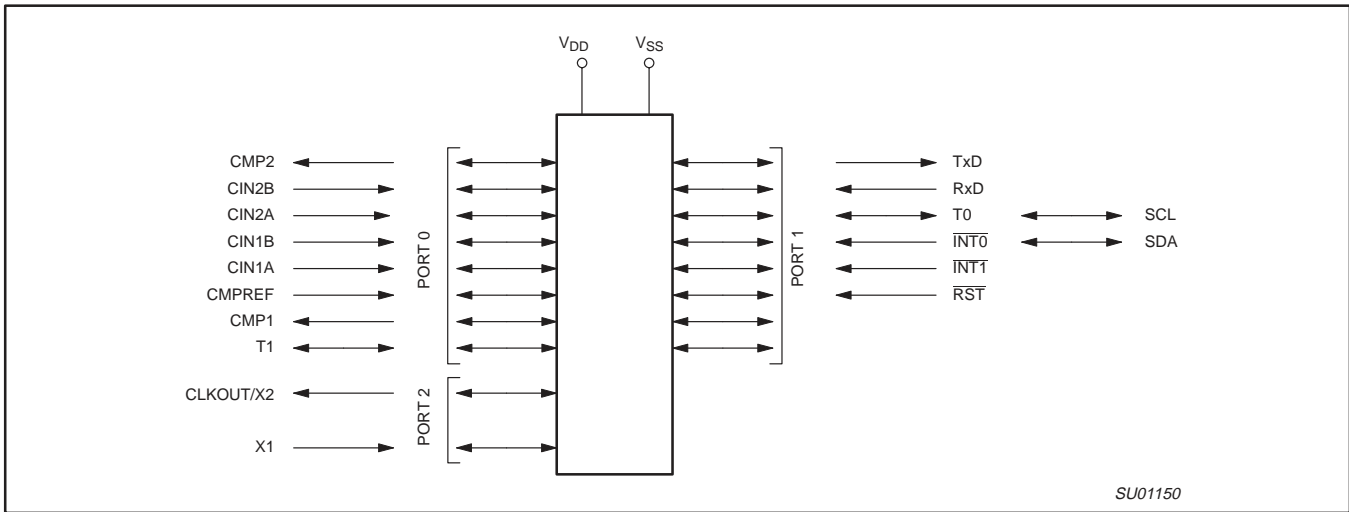 VDD VSS
CMP2 TxD
CIN2B RxD
CIN2A T0 SCL
CIN1B INT0 SDA
CIN1A INT1
CMPREF RST
CMP1
T1
PORT 0
PORT 1
CLKOUT/X2
X1
PORT 2
SU01150